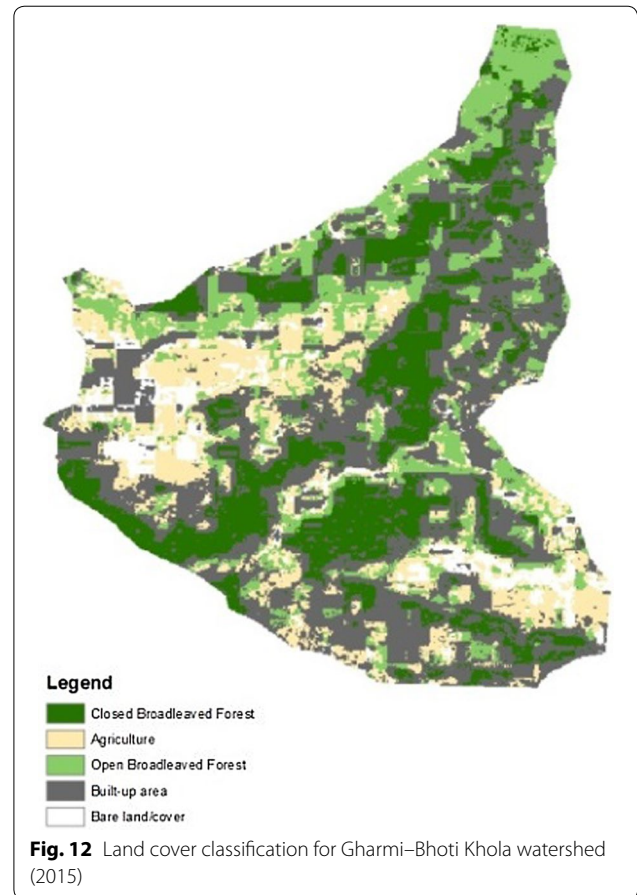 Legend
Closed Broadleaved Forest
Agriculture
Open Broadleaved Forest
Built-up area
Bare land/cover
Fig. 12 Land cover classification for Gharmi–Bhoti Khola watershed
(2015)